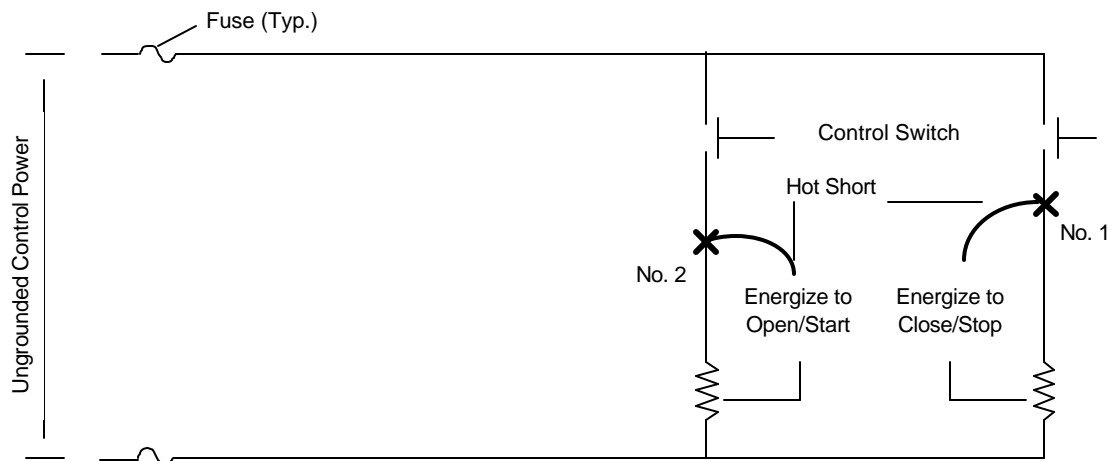 Fuse (Typ.)
Ungrounded Control Power
Control Switch
Hot Short
No. 1
No. 2
Energize to
Open/Start
Energize to
Close/Stop